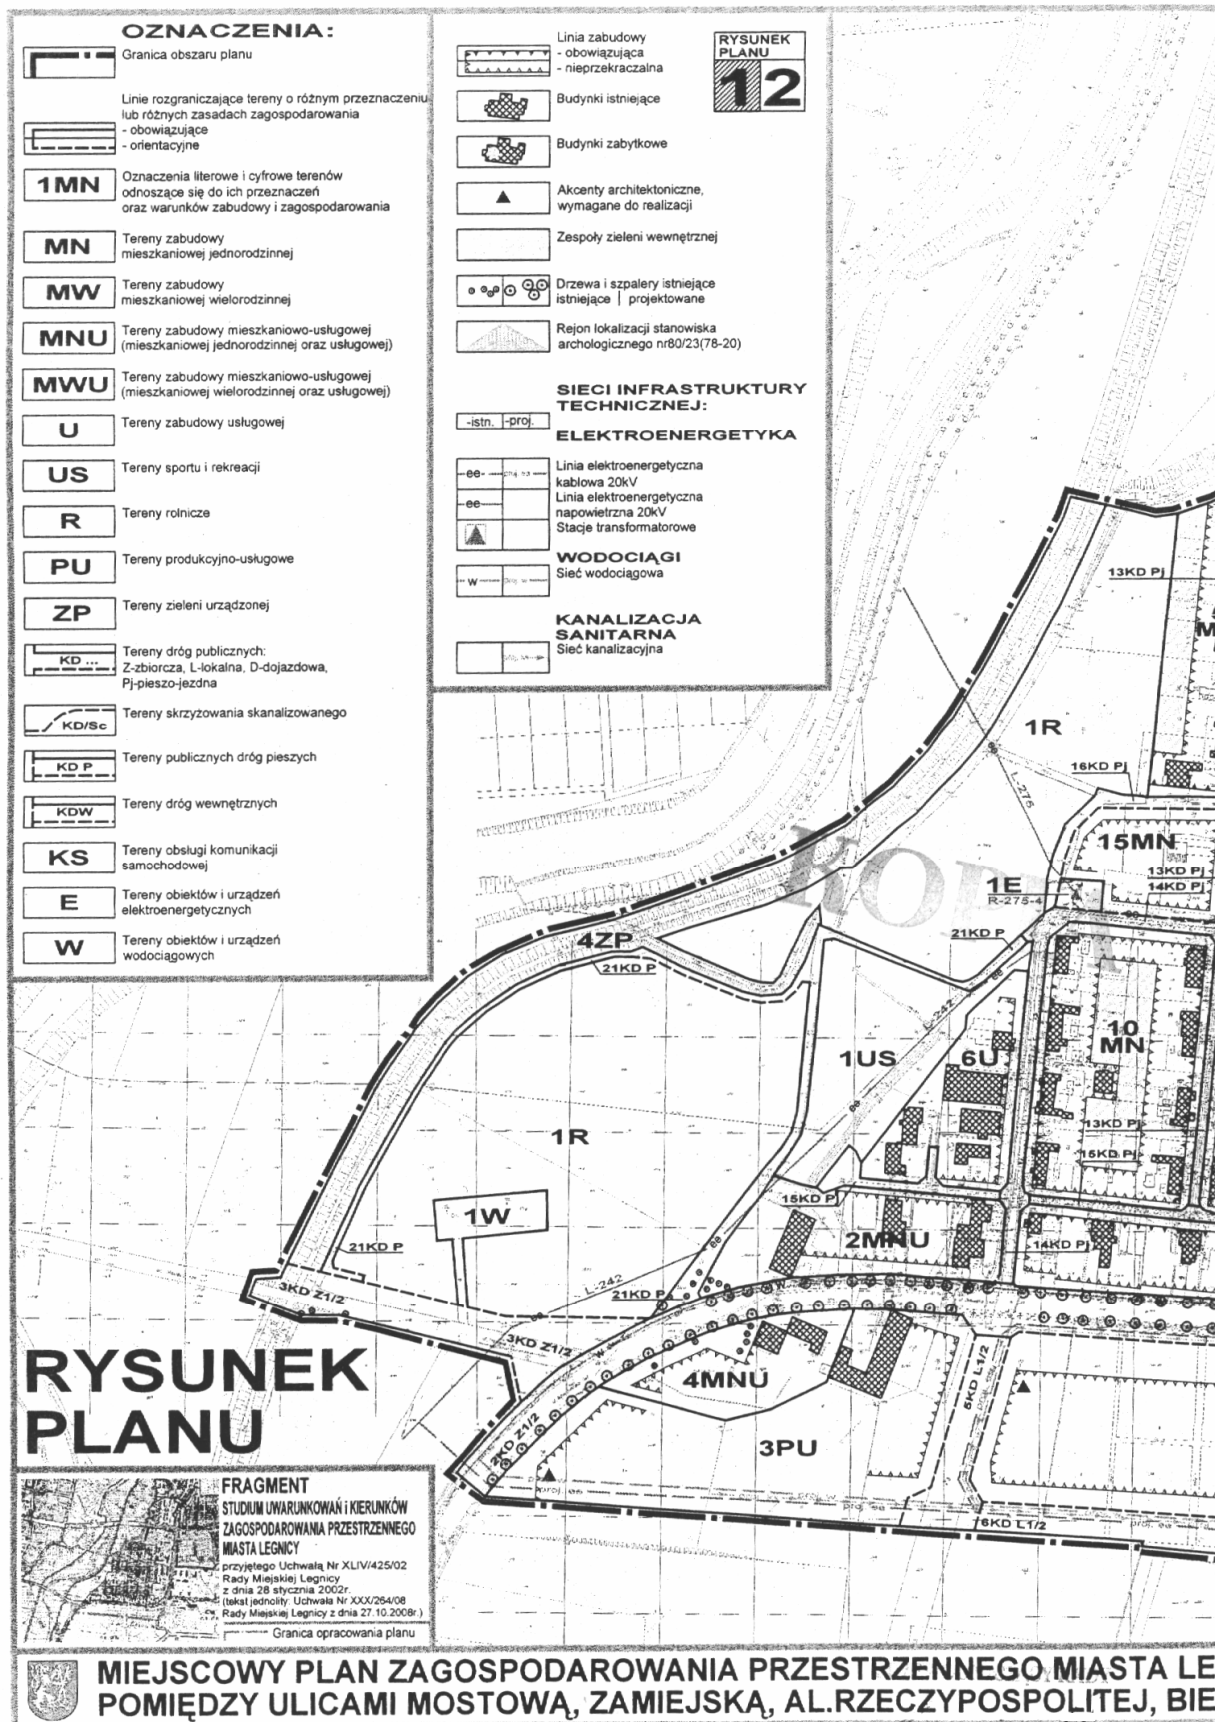 OZNACZENIA:
Granica obszaru planu
Linie rozgraniczające tereny o różnym przeznaczeniu
lub różnych zasadach zagospodarowania
- obowiązujące
- orientacyjne
1MN
Oznaczenia literowe i cyfrowe terenów
odnoszące się do ich przeznaczeń
oraz warunków zabudowy i zagospodarowania
MN
Tereny zabudowy
mieszkaniowej jednorodzinnej
MW
Tereny zabudowy
mieszkaniowej wielorodzinnej
MNU
Tereny zabudowy mieszkaniowo-usługowej
(mieszkaniowej jednorodzinnej oraz usługowej)
MWU
Tereny zabudowy mieszkaniowo-usługowej
(mieszkaniowej wielorodzinnej oraz usługowej)
U
Tereny zabudowy usługowej
US
Tereny sportu i rekreacji
R
Tereny rolnicze
PU
Tereny produkcyjno-usługowe
ZP
Tereny zieleni urządzonej
KD ...
Tereny dróg publicznych:
Z-zbiorcza, L-lokalna, D-dojazdowa,
Pj-pieszo-jezdna
KD/Sc
Tereny skrzyżowania skanalizowanego
KD P
Tereny publicznych dróg pieszych
KDW
Tereny dróg wewnętrznych
KS
Tereny obsługi komunikacji
samochodowej
E
Tereny obiektów i urządzeń
elektroenergetycznych
W
Tereny obiektów i urządzeń
wodociągowych
Linia zabudowy
- obowiązująca
- nieprzekraczalna
Budynki istniejące
Budynki zabytkowe
Akcenty architektoniczne,
wymagane do realizacji
Zespoły zieleni wewnętrznej
Drzewa i szpalery istniejące
istniejące | projektowane
Rejon lokalizacji stanowiska
archologicznego nr80/23(78-20)
SIECI INFRASTRUKTURY
TECHNICZNEJ:
-istn. -proj.
ELEKTROENERGETYKA
-ee-
Linia elektroenergetyczna
kablowa 20kV
-ee-
Linia elektroenergetyczna
napowietrzna 20kV
Stacje transformatorowe
WODOCIĄGI
w
Sieć wodociągowa
KANALIZACJA
SANITARNA
Sieć kanalizacyjna
RYSUNEK
PLANU
12
13KD Pj
M
1R
L-275
16KD Pj
15MN
KOPIA
13KD Pj
14KD Pj
1E
R-275-4
21KD P
4ZP
21KD P
L-242
1US
6U
10
MN
1R
13KD Pj
15KD Pj
15KD P
1W
2MNU
14KD Pj
21KD P
L-242
21KD P
3KD Z1/2
3KD Z1/2
4MNU
5KD L1/2
2KD Z1/2
3PU
proj. ee
proj. w
proj. ee
proj. ee
6KD L1/2
RYSUNEK
PLANU
FRAGMENT
STUDIUM UWARUNKOWAŃ i KIERUNKÓW
ZAGOSPODAROWANIA PRZESTRZENNEGO
MIASTA LEGNICY
przyjętego Uchwałą Nr XLIV/425/02
Rady Miejskiej Legnicy
z dnia 28 stycznia 2002r.
(tekst jednolity: Uchwała Nr XXX/264/08
Rady Miejskiej Legnicy z dnia 27.10.2008r.)
Granica opracowania planu
MIEJSCOWY PLAN ZAGOSPODAROWANIA PRZESTRZENNEGO MIASTA LE
POMIĘDZY ULICAMI MOSTOWĄ, ZAMIEJSKĄ, AL.RZECZYPOSPOLITEJ, BIE